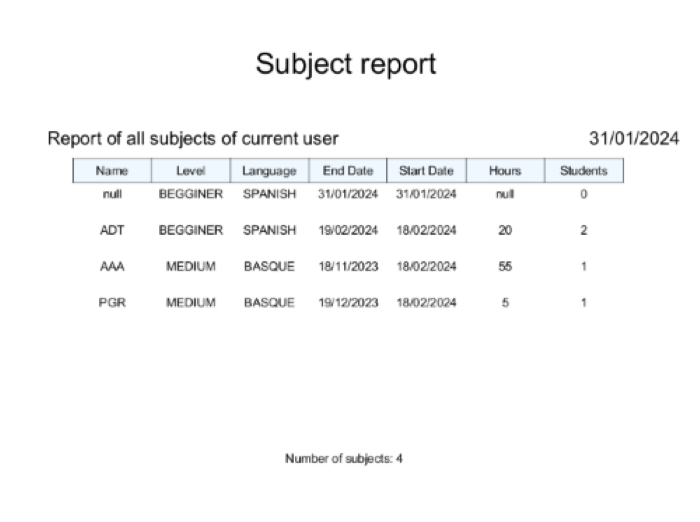 Subject report
Report of all subjects of current user 31/01/2024
Name Level Language End Date Start Date Hours Students
null BEGGINER SPANISH 31/01/2024 31/01/2024 null 0
ADT BEGGINER SPANISH 19/02/2024 18/02/2024 20 2
AAA MEDIUM BASQUE 18/11/2023 18/02/2024 55 1
PGR MEDIUM BASQUE 19/12/2023 18/02/2024 5 1
Number of subjects: 4